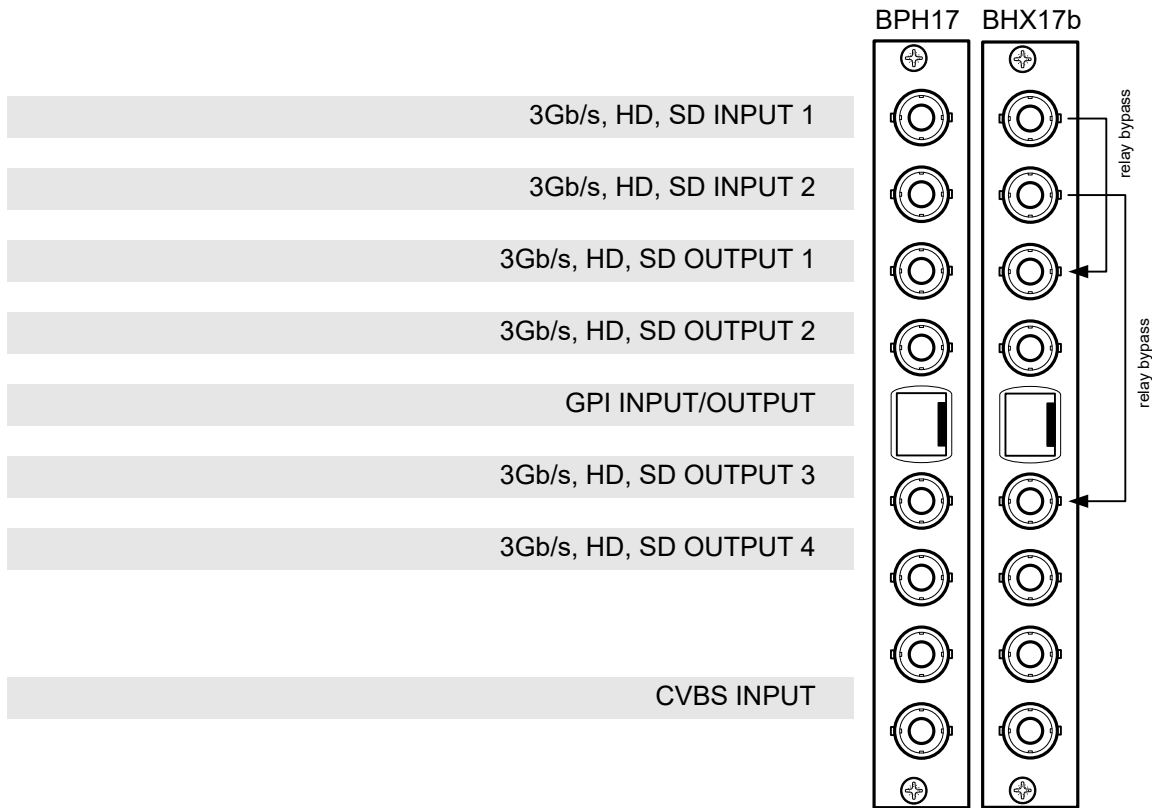 BPH17 BHX17b
3Gb/s, HD, SD INPUT 1
relay bypass
3Gb/s, HD, SD INPUT 2
3Gb/s, HD, SD OUTPUT 1
3Gb/s, HD, SD OUTPUT 2
relay bypass
GPI INPUT/OUTPUT
3Gb/s, HD, SD OUTPUT 3
3Gb/s, HD, SD OUTPUT 4
CVBS INPUT